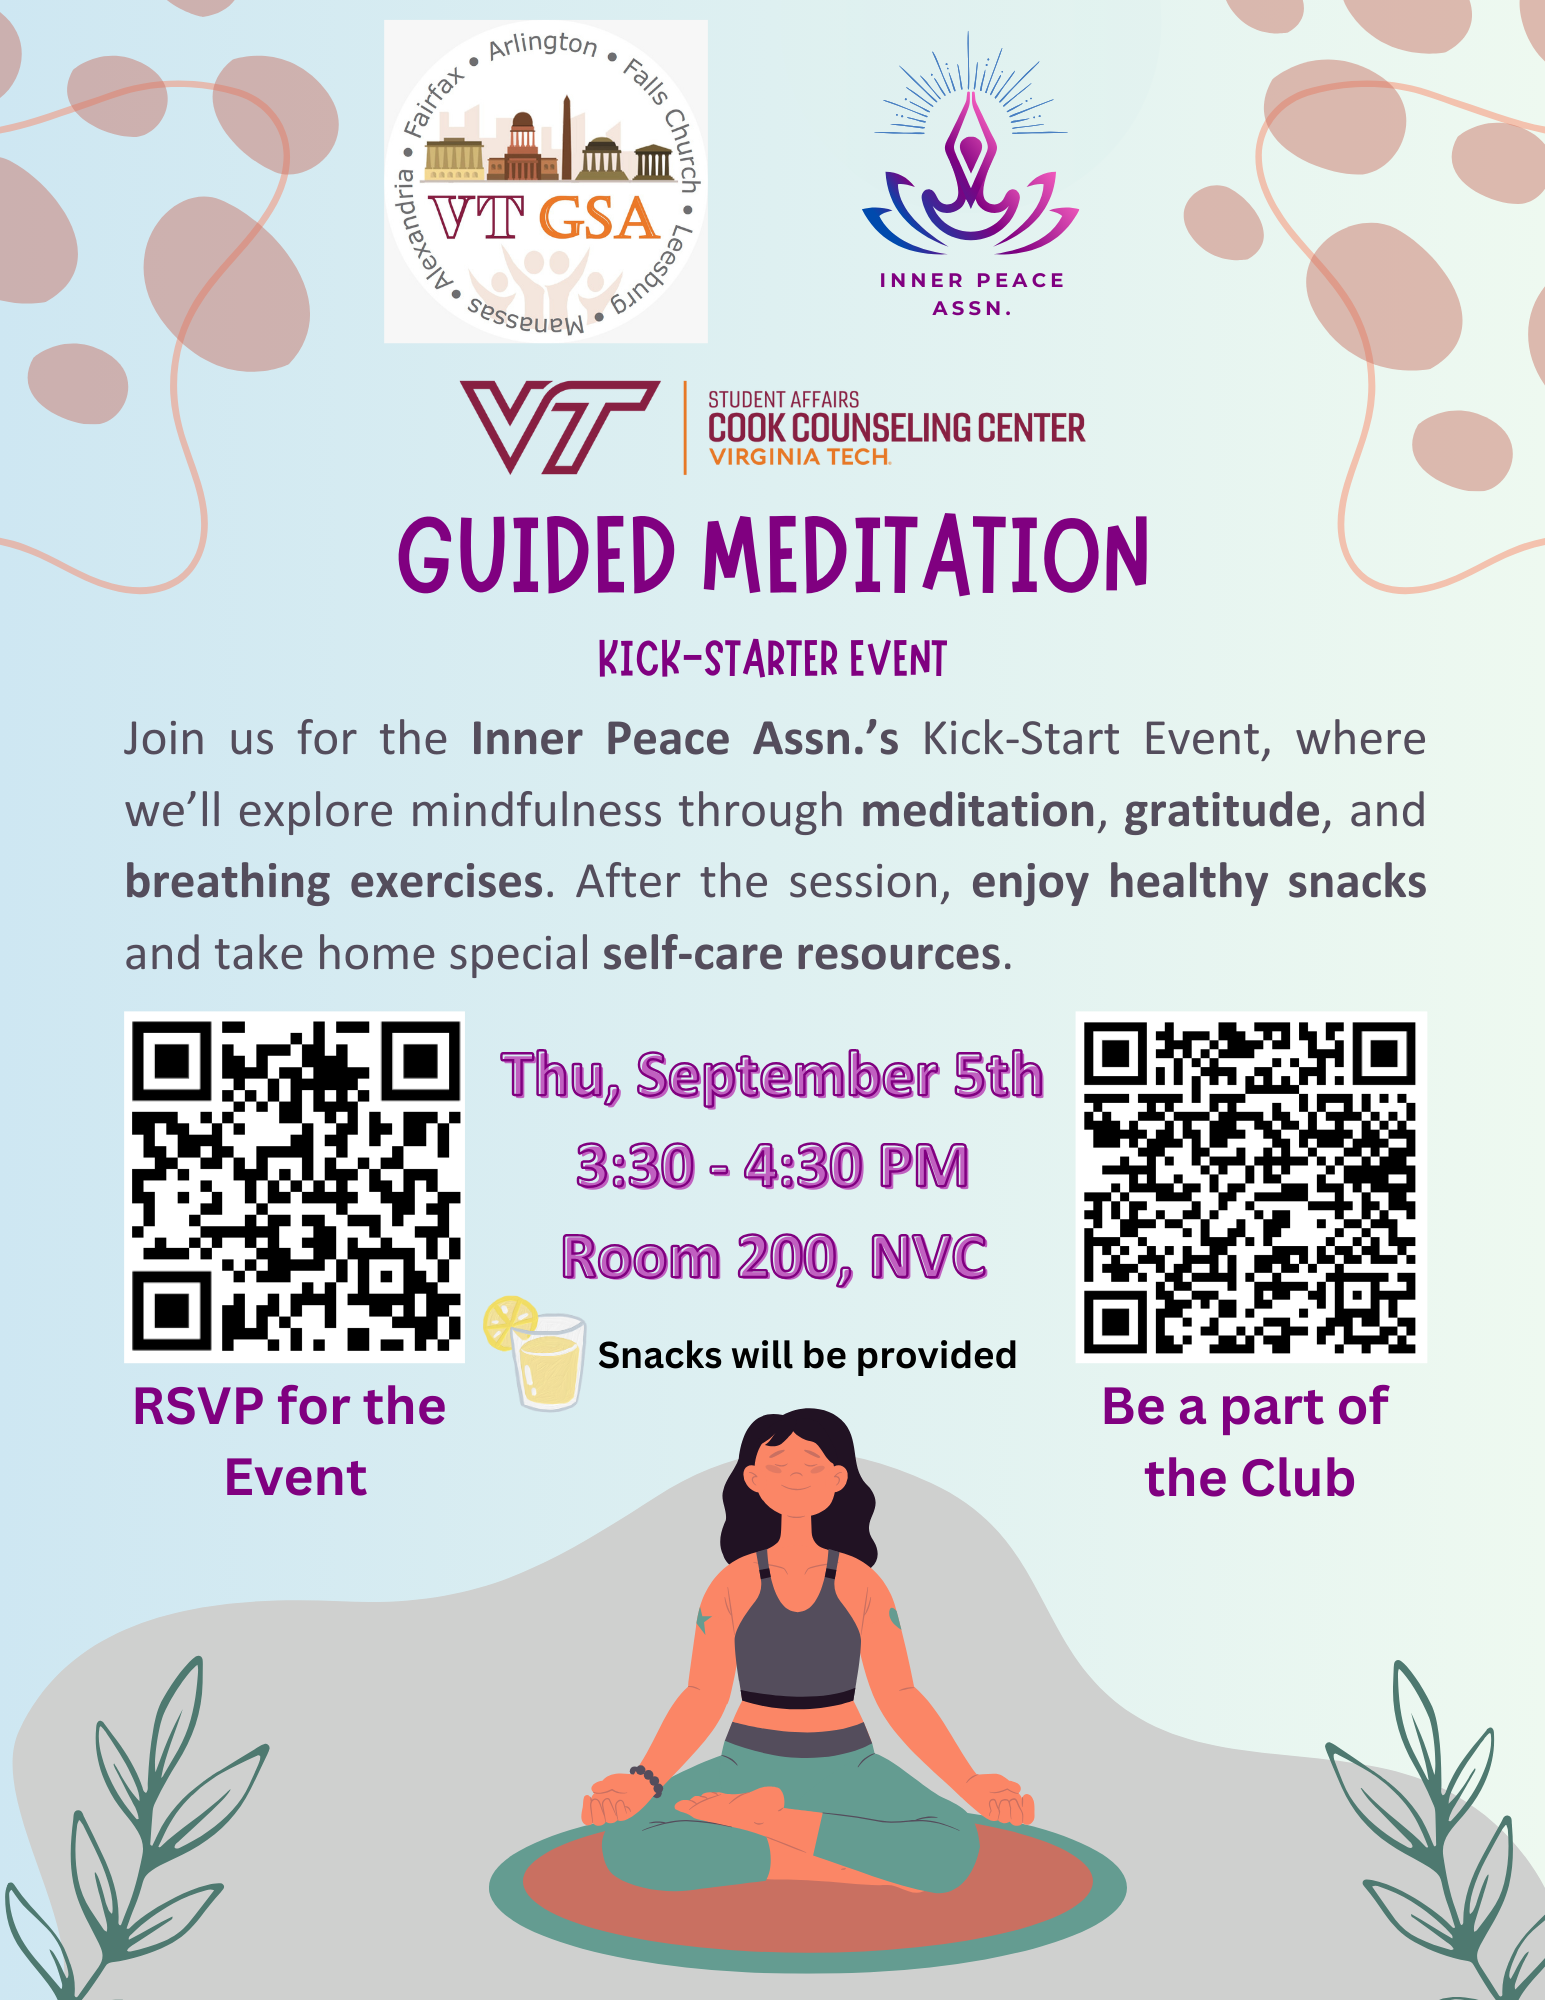 Alexandria • Fairfax • Arlington • Falls Church • Leesburg • Manassas •
VT GSA
INNER PEACE
ASSN.
VT
STUDENT AFFAIRS
COOK COUNSELING CENTER
VIRGINIA TECH.
GUIDED MEDITATION
KICK-STARTER EVENT
Join us for the Inner Peace Assn.’s Kick-Start Event, where
we’ll explore mindfulness through meditation, gratitude, and
breathing exercises. After the session, enjoy healthy snacks
and take home special self-care resources.
Thu, September 5th
3:30 - 4:30 PM
Room 200, NVC
Snacks will be provided
RSVP for the
Event
Be a part of
the Club